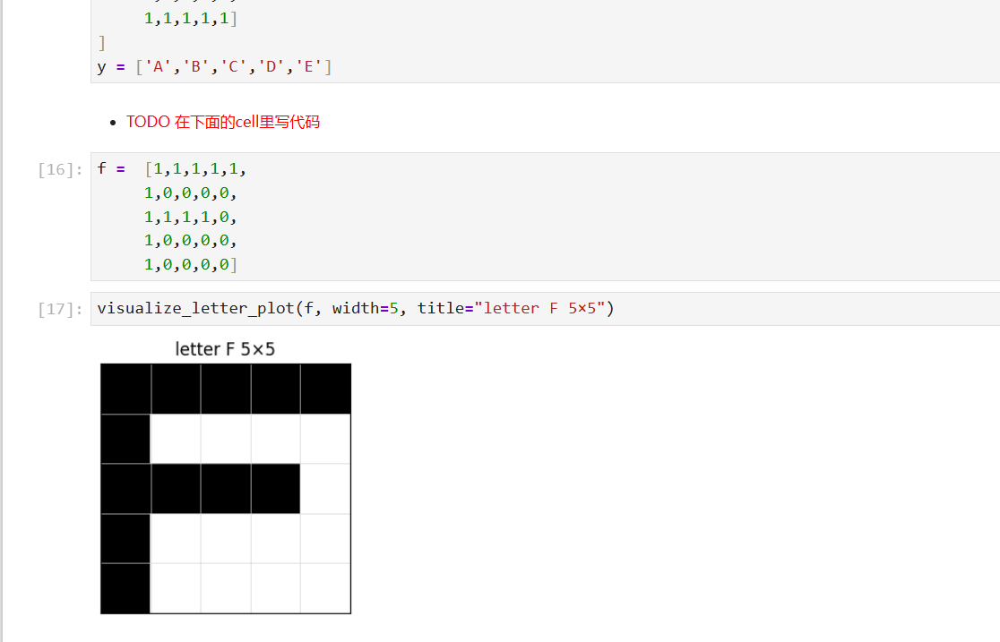 1,1,1,1,1]
]
y = ['A','B','C','D','E']
• TODO 在下面的cell里写代码
[16]: f =  [1,1,1,1,1,
1,0,0,0,0,
1,1,1,1,0,
1,0,0,0,0,
1,0,0,0,0]
[17]: visualize_letter_plot(f, width=5, title="letter F 5×5")
letter F 5×5